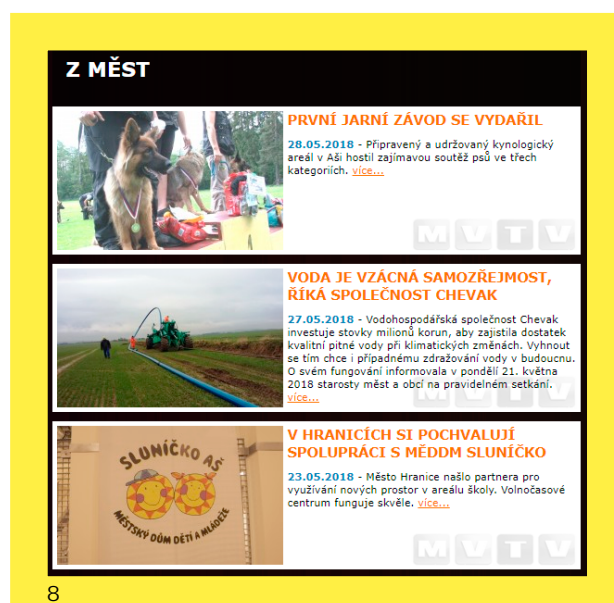 Z MĚST
PRVNÍ JARNÍ ZÁVOD SE VYDAŘIL
28.05.2018 - Připravený a udržovaný kynologický
areál v Aši hostil zajímavou soutěž psů ve třech
kategoriích. více...
MVTV
VODA JE VZÁCNÁ SAMOZŘEJMOST,
ŘÍKÁ SPOLEČNOST CHEVAK
27.05.2018 - Vodohospodářská společnost Chevak
investuje stovky milionů korun, aby zajistila dostatek
kvalitní pitné vody při klimatických změnách. Vyhnout
se tím chce i případnému zdražování vody v budoucnu.
O svém fungování informovala v pondělí 21. května
2018 starosty měst a obcí na pravidelném setkání.
více...
MVTV
SLUNÍČKO AŠ
MĚSTSKÝ DŮM DĚTÍ A MLÁDEŽE
V HRANICÍCH SI POCHVALUJÍ
SPOLUPRÁCI S MĚDDM SLUNÍČKO
23.05.2018 - Město Hranice našlo partnera pro
využívání nových prostor v areálu školy. Volnočasové
centrum funguje skvěle. více...
MVTV
8